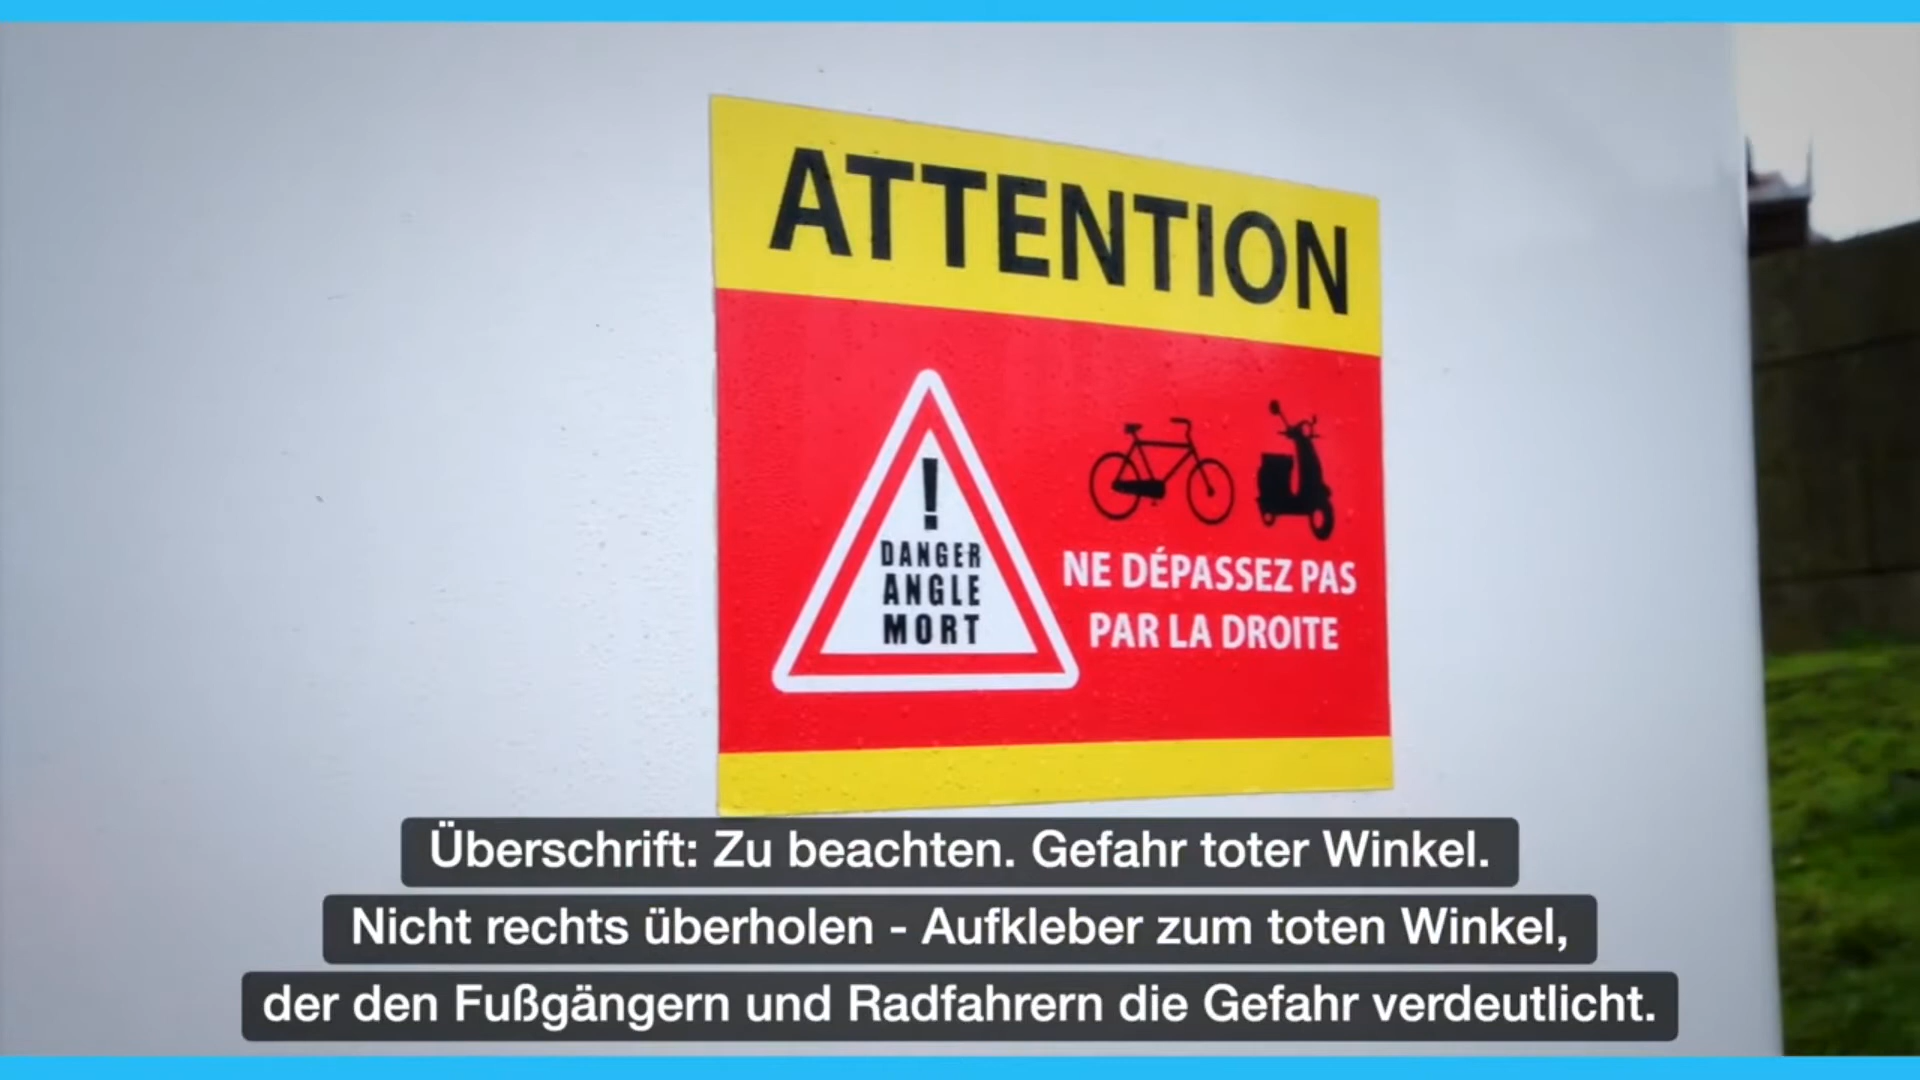 ATTENTION
!
DANGER
ANGLE
MORT
NE DÉPASSEZ PAS
PAR LA DROITE
Überschrift: Zu beachten. Gefahr toter Winkel.
Nicht rechts überholen - Aufkleber zum toten Winkel,
der den Fußgängern und Radfahrern die Gefahr verdeutlicht.